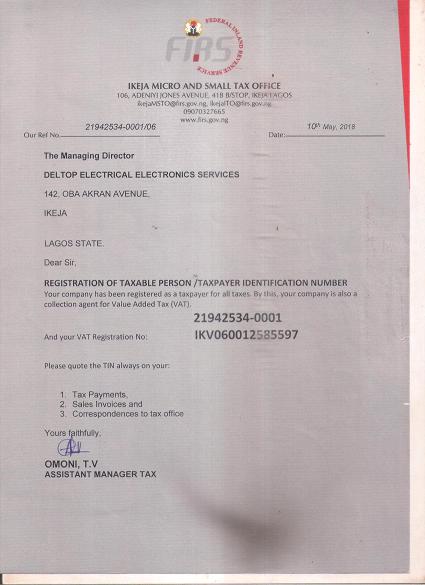 FEDERAL INLAND REVENUE SERVICE
FIRS
IKEJA MICRO AND SMALL TAX OFFICE
106, ADENIYI JONES AVENUE, 41B B/STOP, IKEJA LAGOS
ikejaMSTO@firs.gov.ng, ikejaITO@firs.gov.ng
09070327665
www.firs.gov.ng
Our Ref No. 21942534-0001/06 Date: 10th May, 2018
The Managing Director
DELTOP ELECTRICAL ELECTRONICS SERVICES
142, OBA AKRAN AVENUE,
IKEJA
LAGOS STATE.
Dear Sir,
REGISTRATION OF TAXABLE PERSON /TAXPAYER IDENTIFICATION NUMBER
Your company has been registered as a taxpayer for all taxes. By this, your company is also a
collection agent for Value Added Tax (VAT).
21942534-0001
And your VAT Registration No: IKV060012585597
Please quote the TIN always on your:
1. Tax Payments,
2. Sales Invoices and
3. Correspondences to tax office
Yours faithfully,
OMONI, T.V
ASSISTANT MANAGER TAX